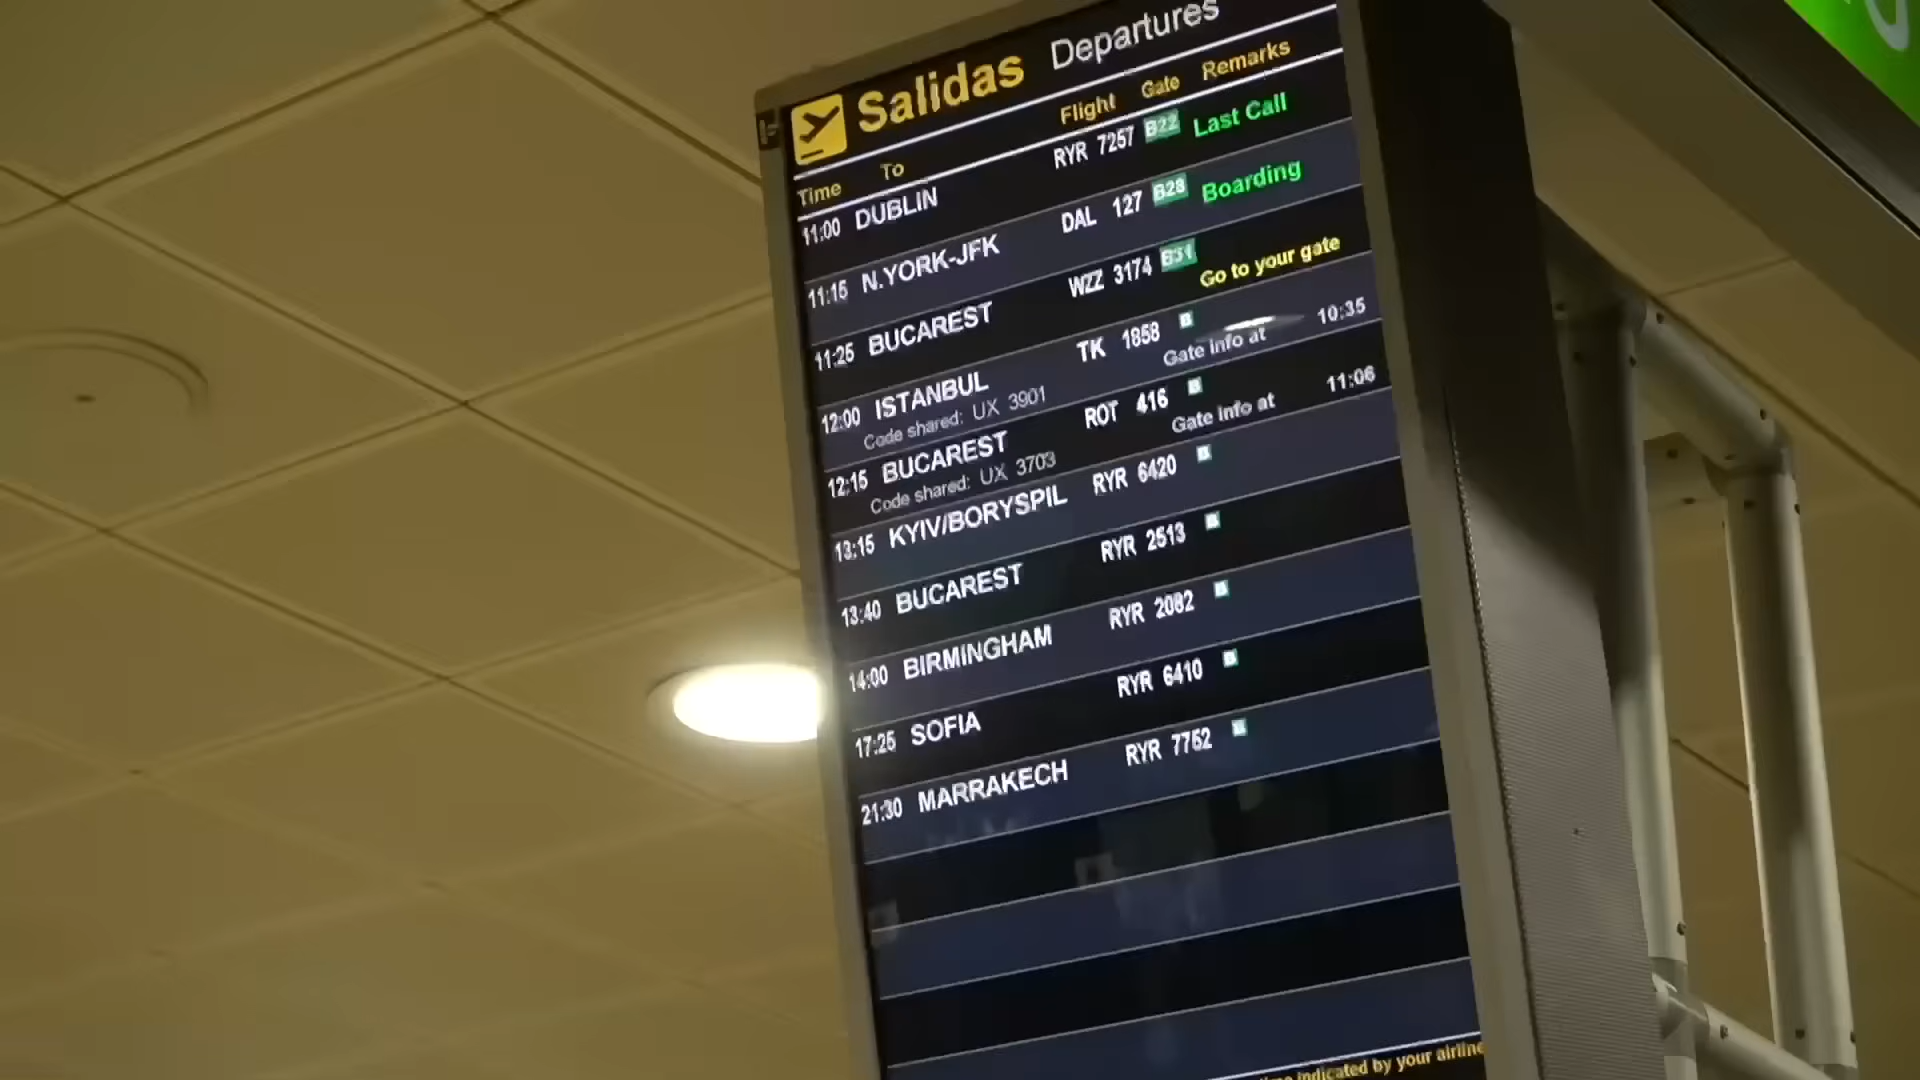 Salidas Departures
Time To Flight Gate Remarks
11:00 DUBLIN RYR 7257 B22 Last Call
11:15 N.YORK-JFK DAL 127 B28 Boarding
11:25 BUCAREST WZZ 3174 B31 Go to your gate
12:00 ISTANBUL TK 1858 B Gate info at 10:35
Code shared: UX 3901
12:15 BUCAREST ROT 416 B Gate info at 11:06
Code shared: UX 3703
13:15 KYIV/BORYSPIL RYR 6420 B
13:40 BUCAREST RYR 2513 B
14:00 BIRMINGHAM RYR 2082 B
17:25 SOFIA RYR 6410 B
21:30 MARRAKECH RYR 7752 B
indicated by your airline